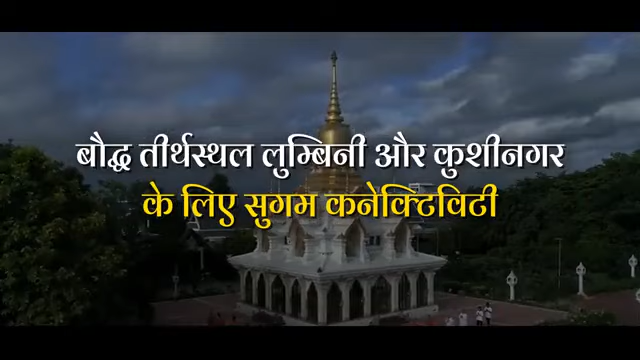 बौद्ध तीर्थस्थल लुम्बिनी और कुशीनगर
के लिए सुगम कनेक्टिविटी